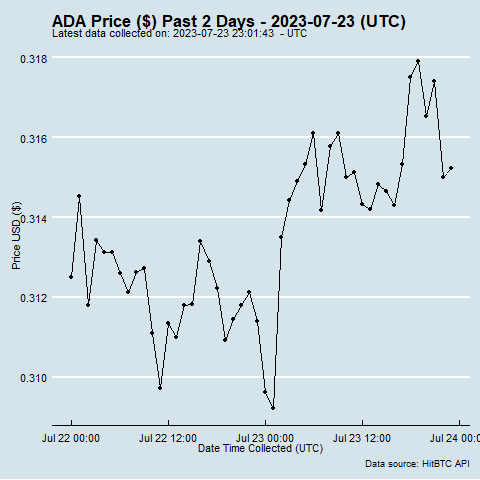 ADA Price ($) Past 2 Days - 2023-07-23 (UTC)
Latest data collected on: 2023-07-23 23:01:43 - UTC
0.318
0.316
0.314
0.312
0.310
Price USD ($)
Jul 22 00:00 Jul 22 12:00 Jul 23 00:00 Jul 23 12:00 Jul 24 00:00
Date Time Collected (UTC)
Data source: HitBTC API